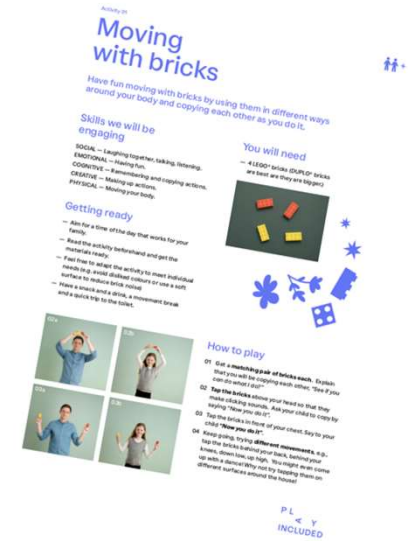 Activity 01
Moving
with bricks
Have fun moving with bricks by using them in different ways
around your body and copying each other as you do it.
Skills we will be
engaging
SOCIAL — Laughing together, talking, listening.
EMOTIONAL — Having fun.
COGNITIVE — Remembering and copying actions.
CREATIVE — Making up actions.
PHYSICAL — Moving your body.
Getting ready
— Aim for a time of the day that works for your
family.
— Read the activity beforehand and get the
materials ready.
— Feel free to adapt the activity to meet individual
needs (e.g. avoid disliked colours or use a soft
surface to reduce brick noise)
— Have a snack and a drink, a movement break
and a quick trip to the toilet.
You will need
— 4 LEGO® bricks (DUPLO® bricks
are best as they are bigger)
How to play
01 Get a matching pair of bricks each. Explain
that you will be copying each other, "See if you
can do what I do!"
02 Tap the bricks above your head so that they
make clicking sounds. Ask your child to copy by
saying "Now you do it".
03 Tap the bricks in front of your chest. Say to your
child "Now you do it".
04 Keep going, trying different movements, e.g.,
tap the bricks behind your back, behind your
knees, down low, up high. You might even come
up with a dance! Why not try tapping them on
different surfaces around the house!
PLAY
INCLUDED